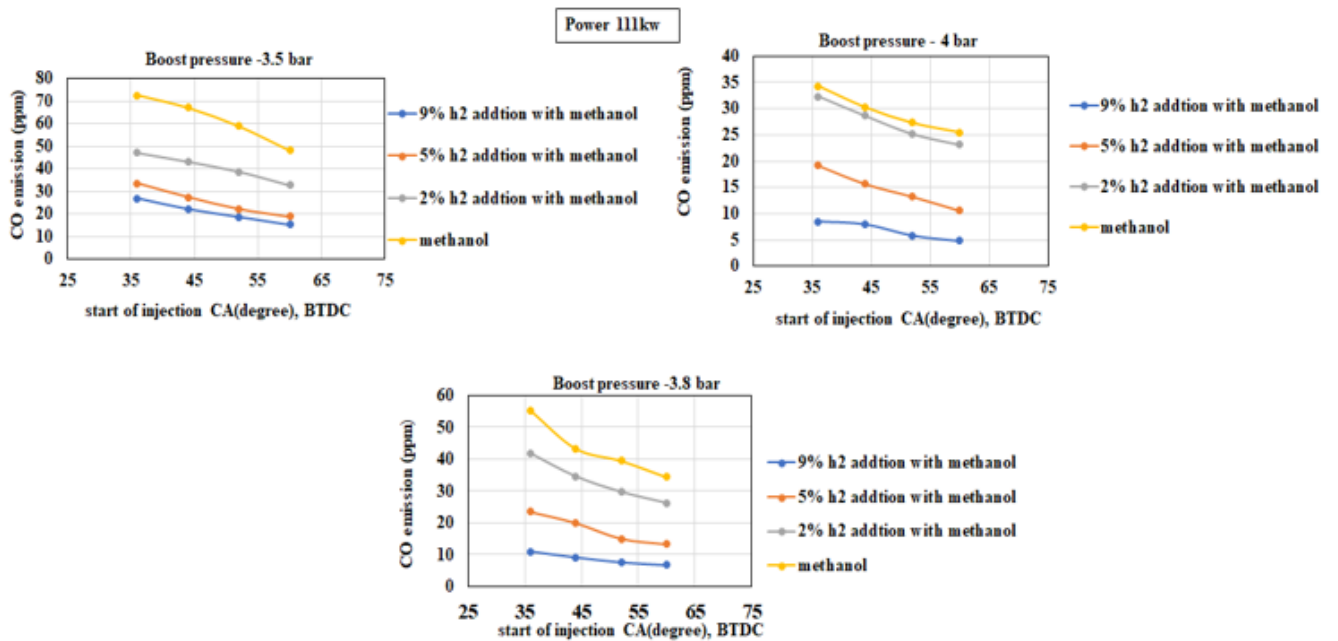 Power 111kw
Boost pressure -3.5 bar
CO emission (ppm)
80
70
60
50
40
30
20
10
0
25 35 45 55 65 75
start of injection CA(degree), BTDC
9% h2 addtion with methanol
5% h2 addtion with methanol
2% h2 addtion with methanol
methanol
Boost pressure - 4 bar
CO emission (ppm)
40
35
30
25
20
15
10
5
0
25 35 45 55 65 75
start of injection CA(degree), BTDC
9% h2 addtion with methanol
5% h2 addtion with methanol
2% h2 addtion with methanol
methanol
Boost pressure -3.8 bar
CO emission (ppm)
60
50
40
30
20
10
0
25 35 45 55 65 75
start of injection CA(degree), BTDC
9% h2 addtion with methanol
5% h2 addtion with methanol
2% h2 addtion with methanol
methanol